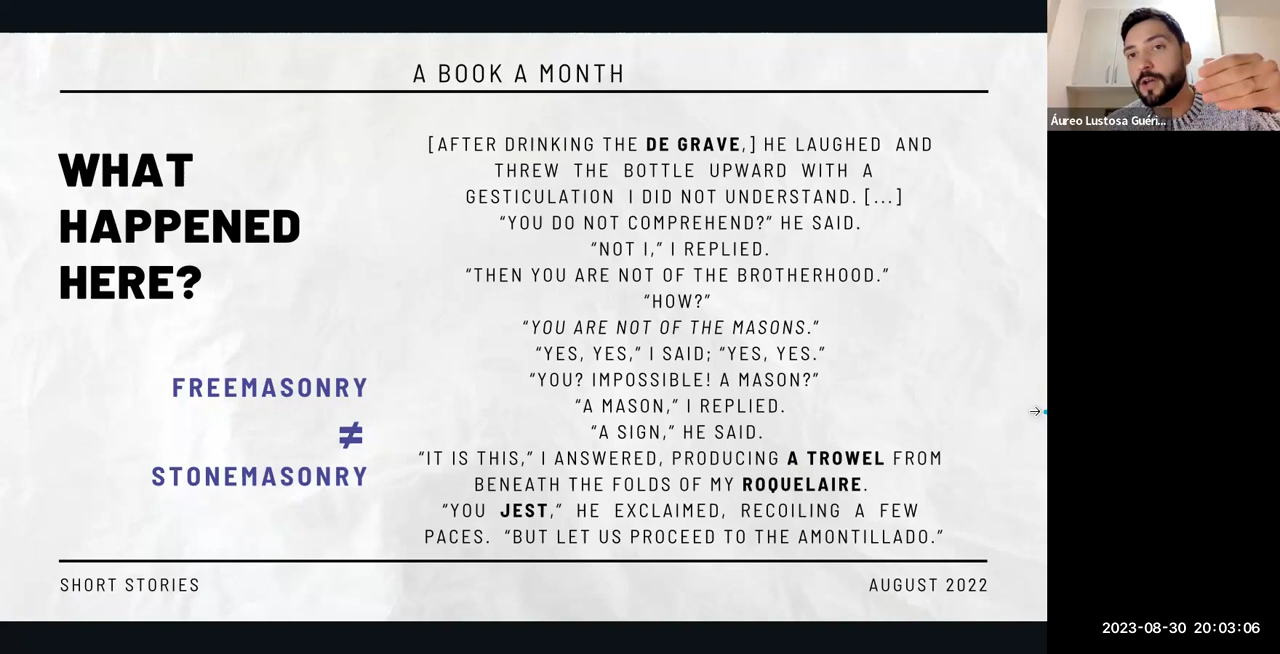 A BOOK A MONTH
WHAT
HAPPENED
HERE?
FREEMASONRY
≠
STONEMASONRY
[AFTER DRINKING THE DE GRAVE,] HE LAUGHED AND
THREW THE BOTTLE UPWARD WITH A
GESTICULATION I DID NOT UNDERSTAND. [...]
“YOU DO NOT COMPREHEND?” HE SAID.
“NOT I,” I REPLIED.
“THEN YOU ARE NOT OF THE BROTHERHOOD.”
“HOW?”
“YOU ARE NOT OF THE MASONS.”
“YES, YES,” I SAID; “YES, YES.”
“YOU? IMPOSSIBLE! A MASON?”
“A MASON,” I REPLIED.
“A SIGN,” HE SAID.
“IT IS THIS,” I ANSWERED, PRODUCING A TROWEL FROM
BENEATH THE FOLDS OF MY ROQUELAIRE.
“YOU JEST,” HE EXCLAIMED, RECOILING A FEW
PACES. “BUT LET US PROCEED TO THE AMONTILLADO.”
SHORT STORIES
AUGUST 2022
Áureo Lustosa Guéri...
2023-08-30 20:03:06